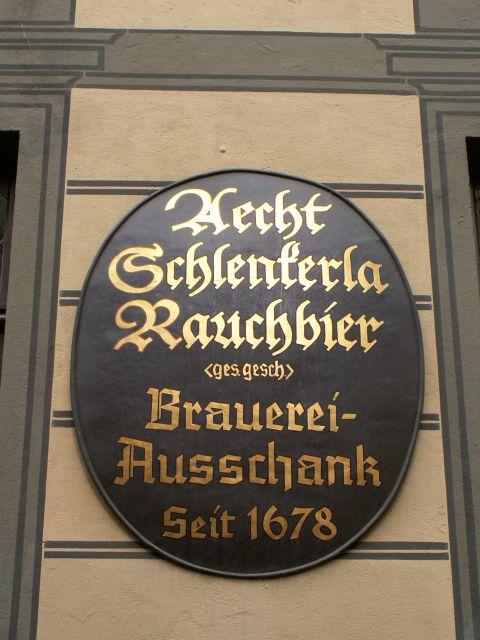 Aecht
Schlenkerla
Rauchbier
<ges. gesch.>
Brauerei-
Ausschank
Seit 1678